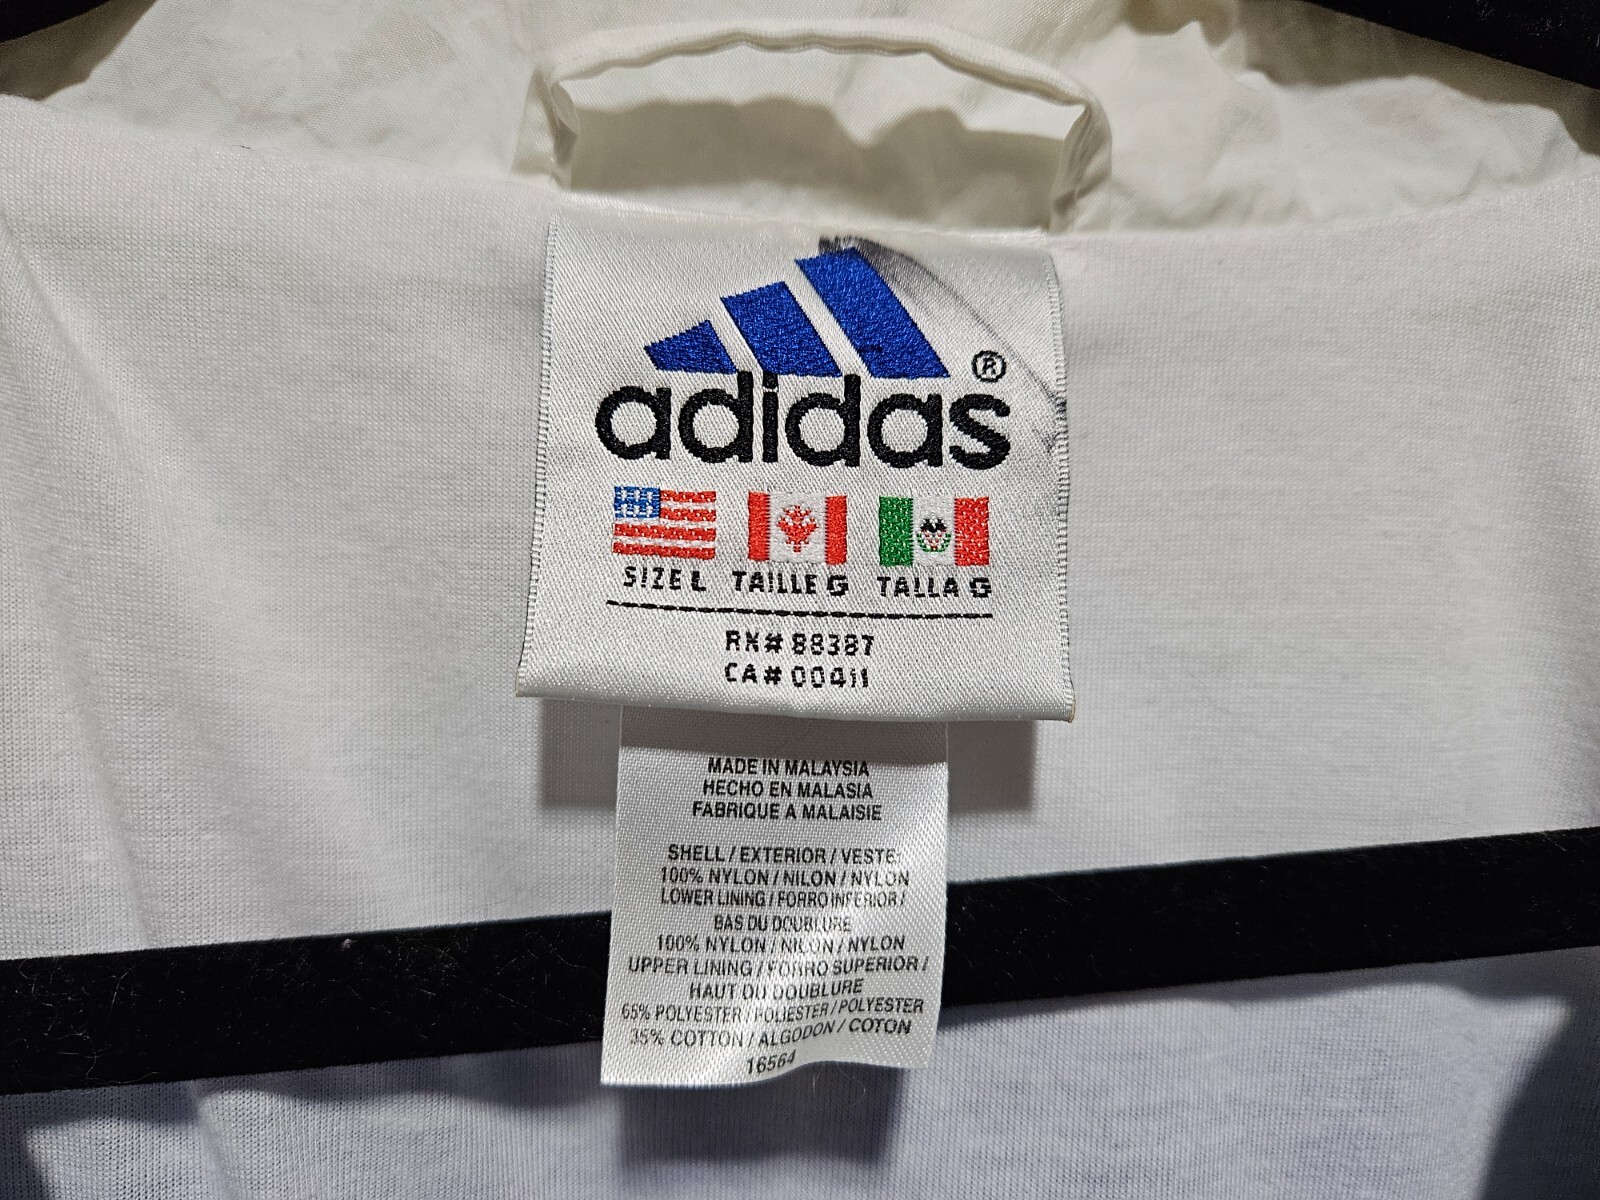 adidas®
SIZE L TAILLE G TALLA G
RN# 88387
CA# 00411
MADE IN MALAYSIA
HECHO EN MALASIA
FABRIQUE A MALAISIE
SHELL / EXTERIOR / VESTE:
100% NYLON / NILON / NYLON
LOWER LINING / FORRO INFERIOR /
BAS DU DOUBLURE
100% NYLON / NILON / NYLON
UPPER LINING / FORRO SUPERIOR /
HAUT DU DOUBLURE
65% POLYESTER / POLIESTER / POLYESTER
35% COTTON / ALGODON / COTON
16564